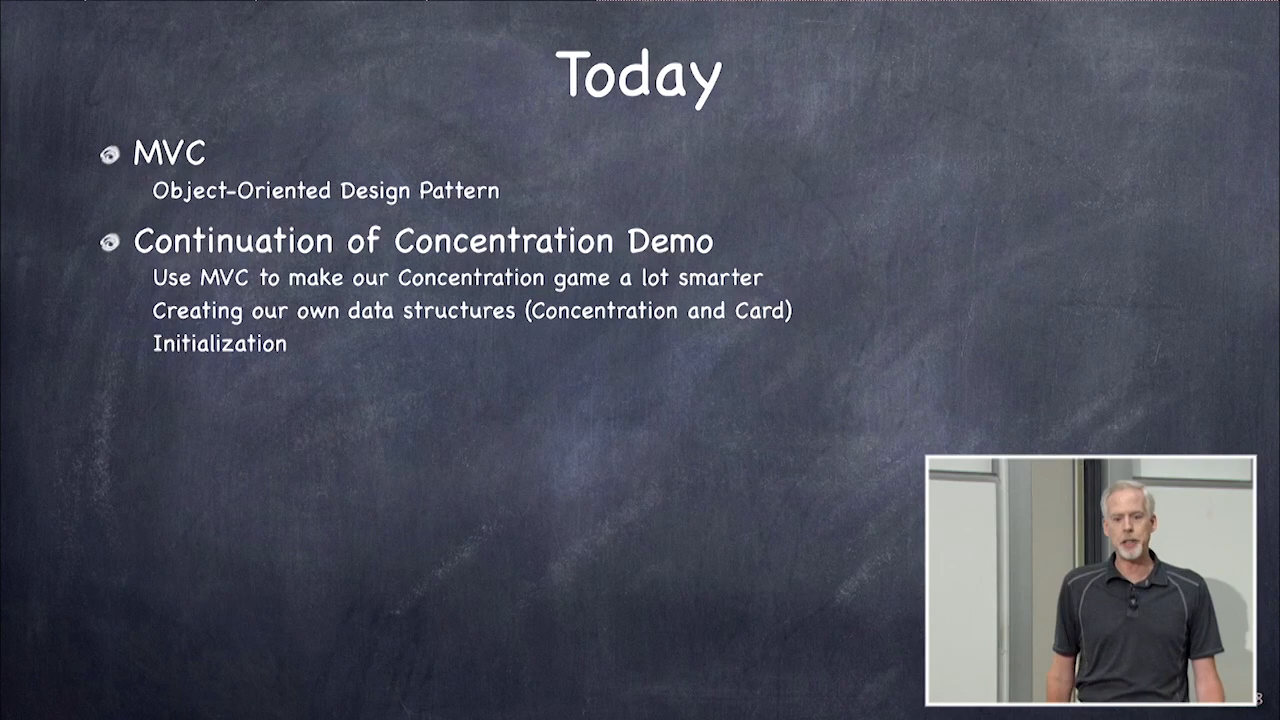 Today
MVC
Object-Oriented Design Pattern
Continuation of Concentration Demo
Use MVC to make our Concentration game a lot smarter
Creating our own data structures (Concentration and Card)
Initialization